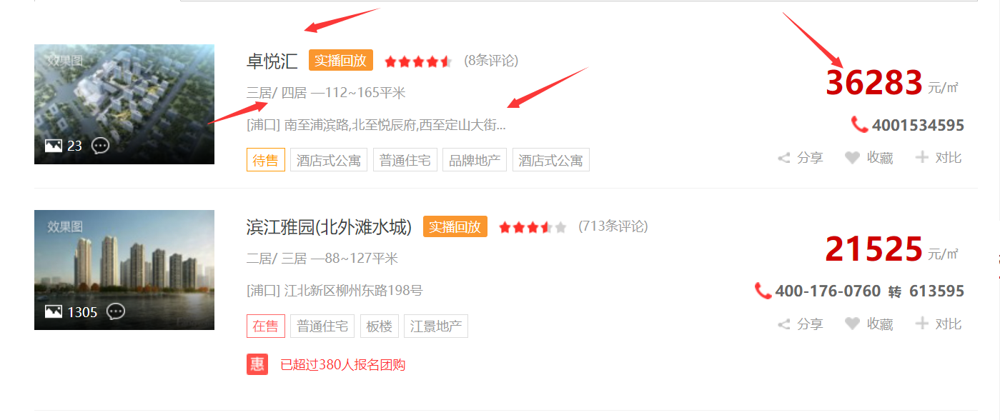 效果图
23
卓悦汇 实播回放 (8条评论)
三居/ 四居 —112~165平米
[浦口] 南至浦滨路,北至悦辰府,西至定山大街...
待售 酒店式公寓 普通住宅 品牌地产 酒店式公寓
36283 元/㎡
4001534595
分享 收藏 对比
效果图
1305
滨江雅园(北外滩水城) 实播回放 (713条评论)
二居/ 三居 —88~127平米
[浦口] 江北新区柳州东路198号
在售 普通住宅 板楼 江景地产
惠 已超过380人报名团购
21525 元/㎡
400-176-0760 转 613595
分享 收藏 对比